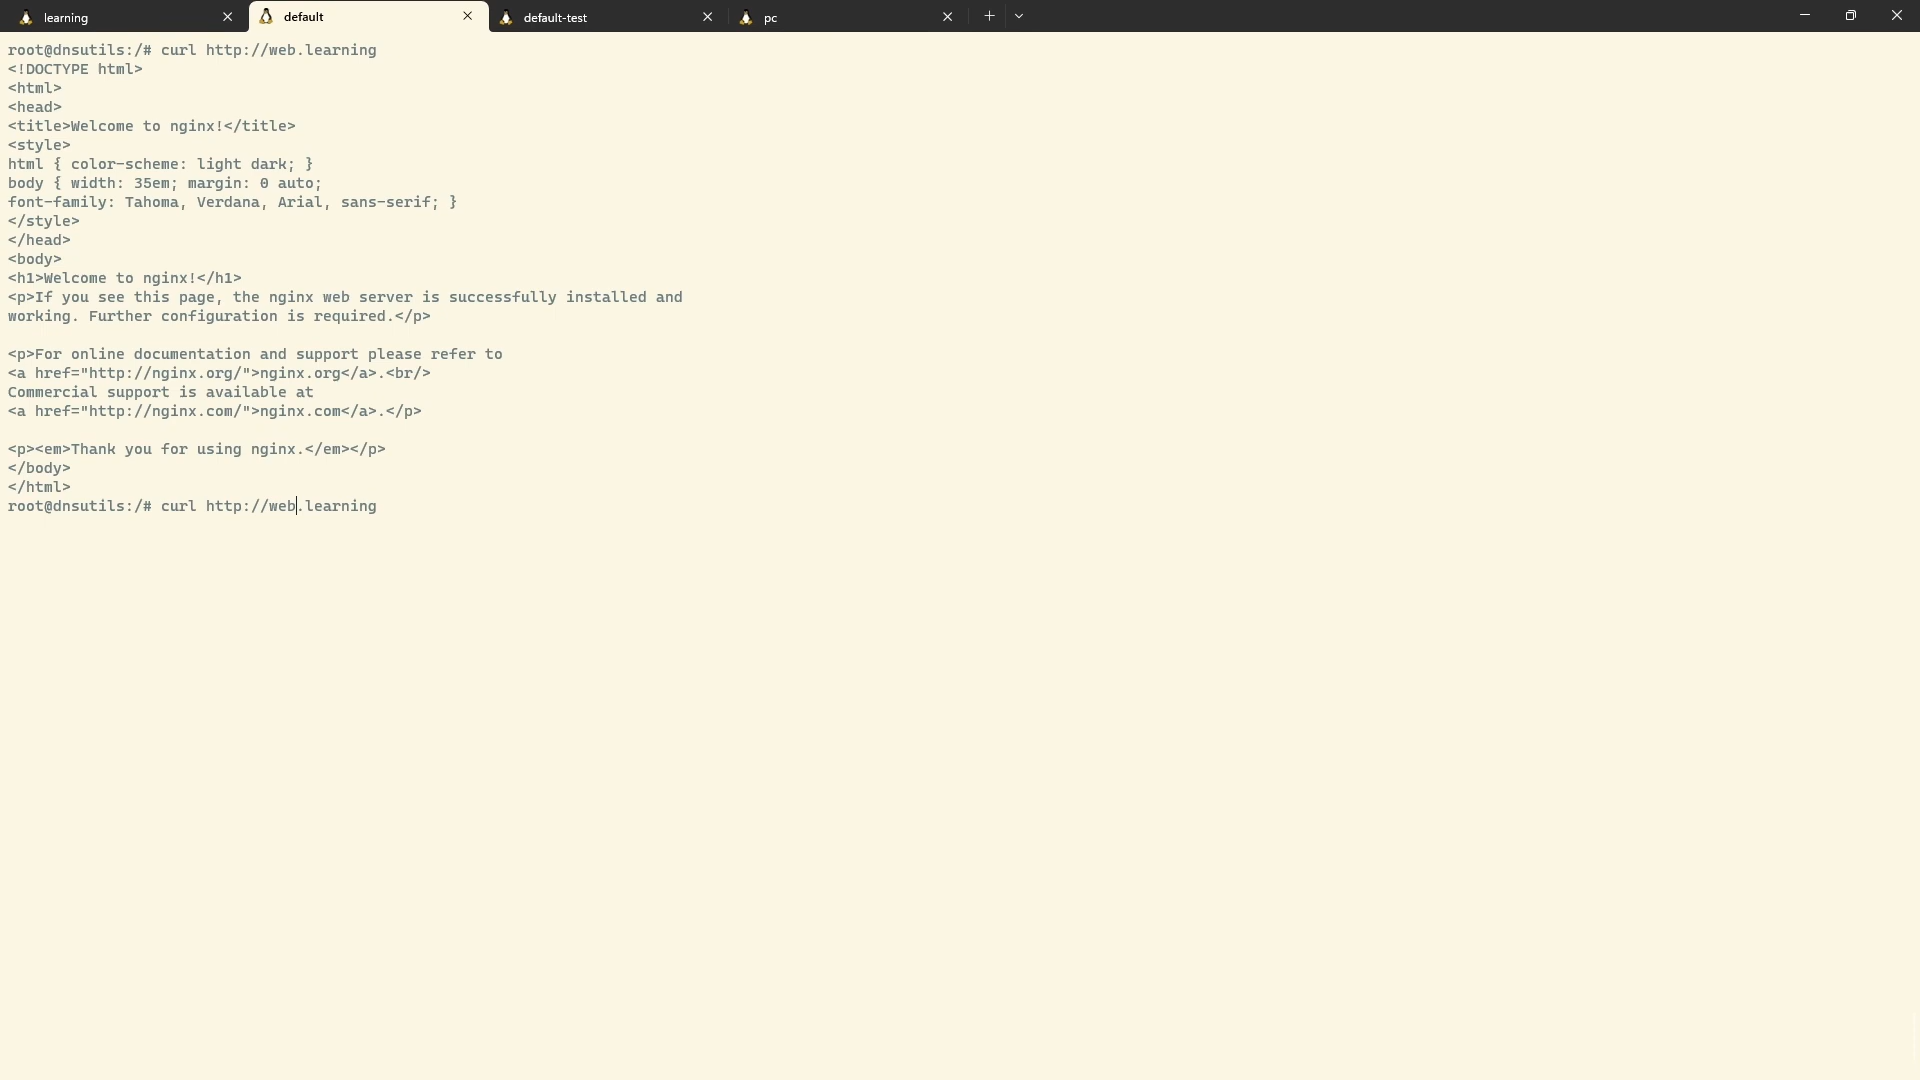 learning
default
default-test
pc
root@dnsutils:/# curl http://web.learning
<!DOCTYPE html>
<html>
<head>
<title>Welcome to nginx!</title>
<style>
html { color-scheme: light dark; }
body { width: 35em; margin: 0 auto;
font-family: Tahoma, Verdana, Arial, sans-serif; }
</style>
</head>
<body>
<h1>Welcome to nginx!</h1>
<p>If you see this page, the nginx web server is successfully installed and
working. Further configuration is required.</p>

<p>For online documentation and support please refer to
<a href="http://nginx.org/">nginx.org</a>.<br/>
Commercial support is available at
<a href="http://nginx.com/">nginx.com</a>.</p>

<p><em>Thank you for using nginx.</em></p>
</body>
</html>
root@dnsutils:/# curl http://web.learning